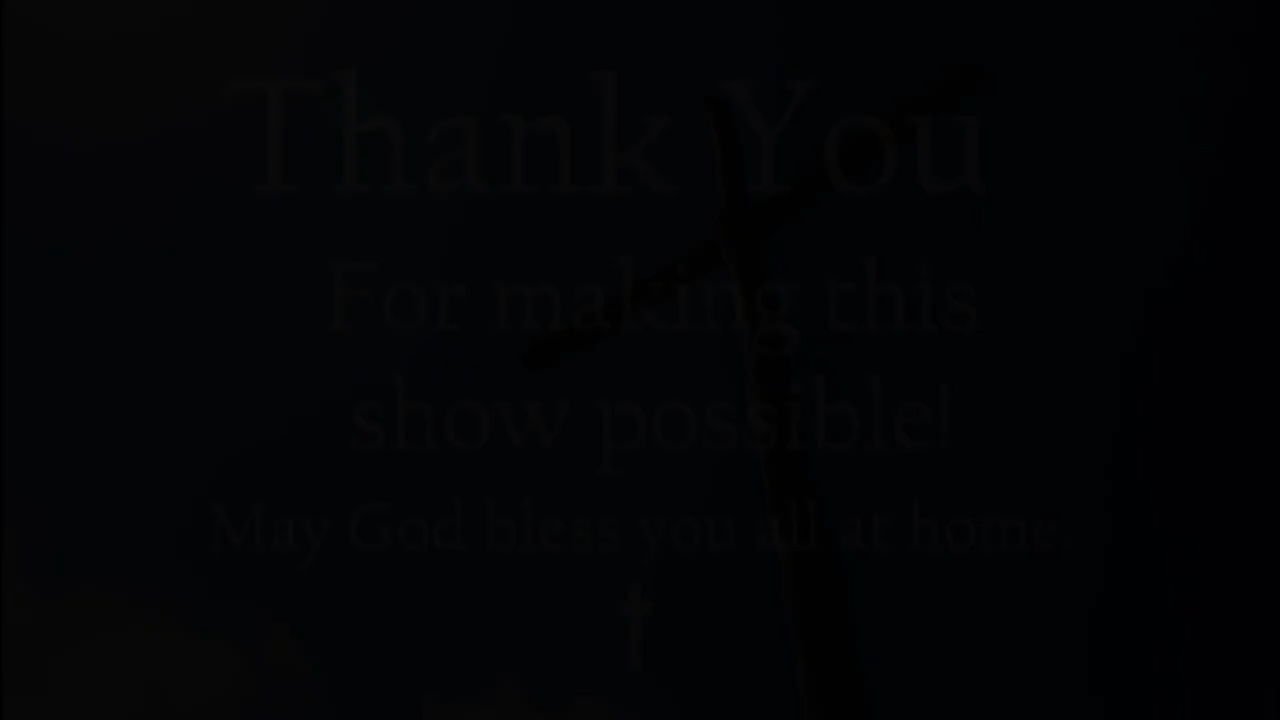 Thank You
For making this
show possible!
May God bless you all at home.
†